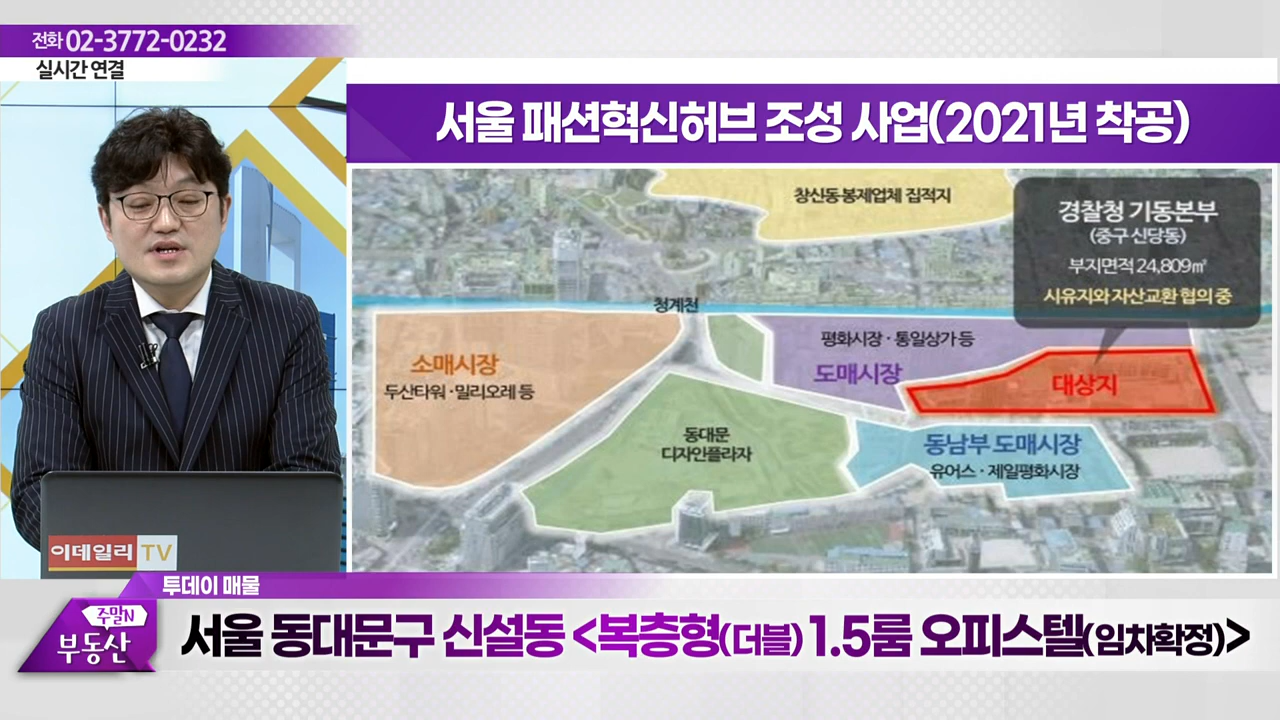 전화 02-3772-0232
실시간 연결
서울 패션혁신허브 조성 사업(2021년 착공)
창신동 봉제업체 집적지
경찰청 기동본부
(중구 신당동)
부지면적 24,809㎡
시유지와 자산교환 협의 중
청계천
평화시장 · 통일상가 등
도매시장
소매시장
두산타워 · 밀리오레 등
대상지
동대문
디자인플라자
동남부 도매시장
유어스 · 제일평화시장
이데일리 TV
투데이 매물
주말N
부동산
서울 동대문구 신설동 <복층형(더블) 1.5룸 오피스텔(임차확정)>